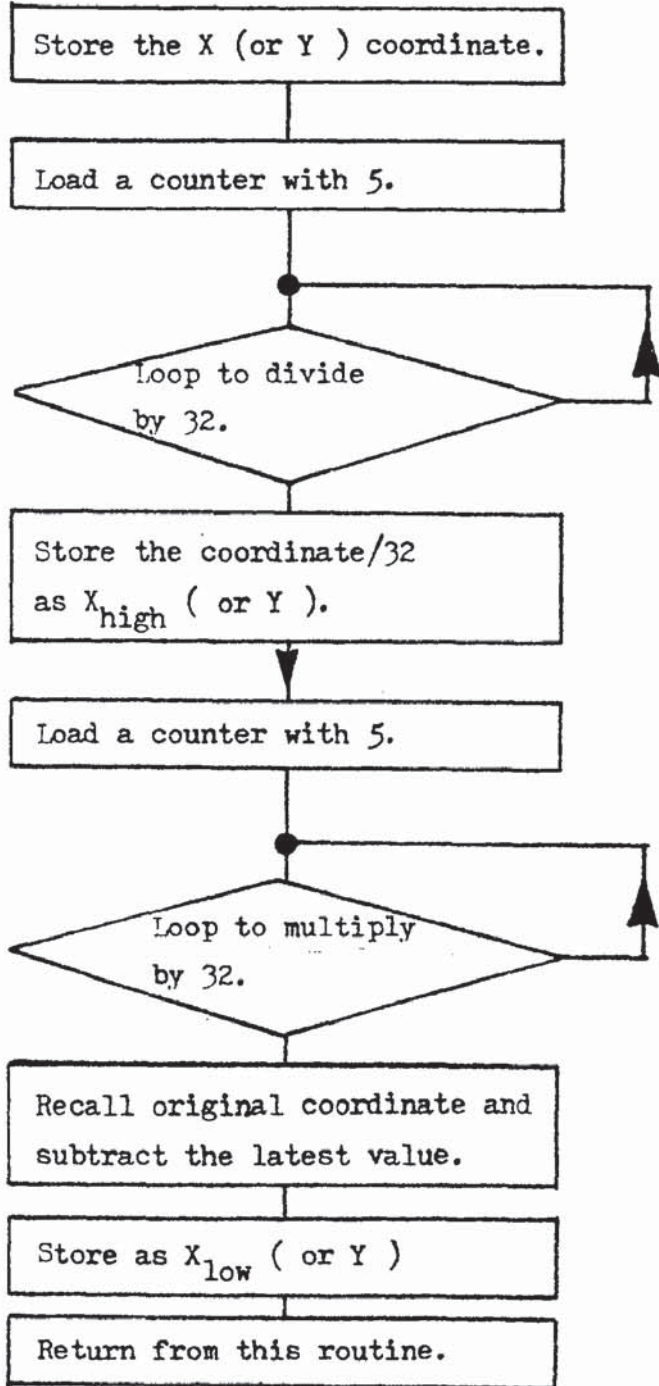 Store the X (or Y ) coordinate.
Load a counter with 5.
Loop to divide
by 32.
Store the coordinate/32
as X_high ( or Y ).
Load a counter with 5.
Loop to multiply
by 32.
Recall original coordinate and
subtract the latest value.
Store as X_low ( or Y )
Return from this routine.